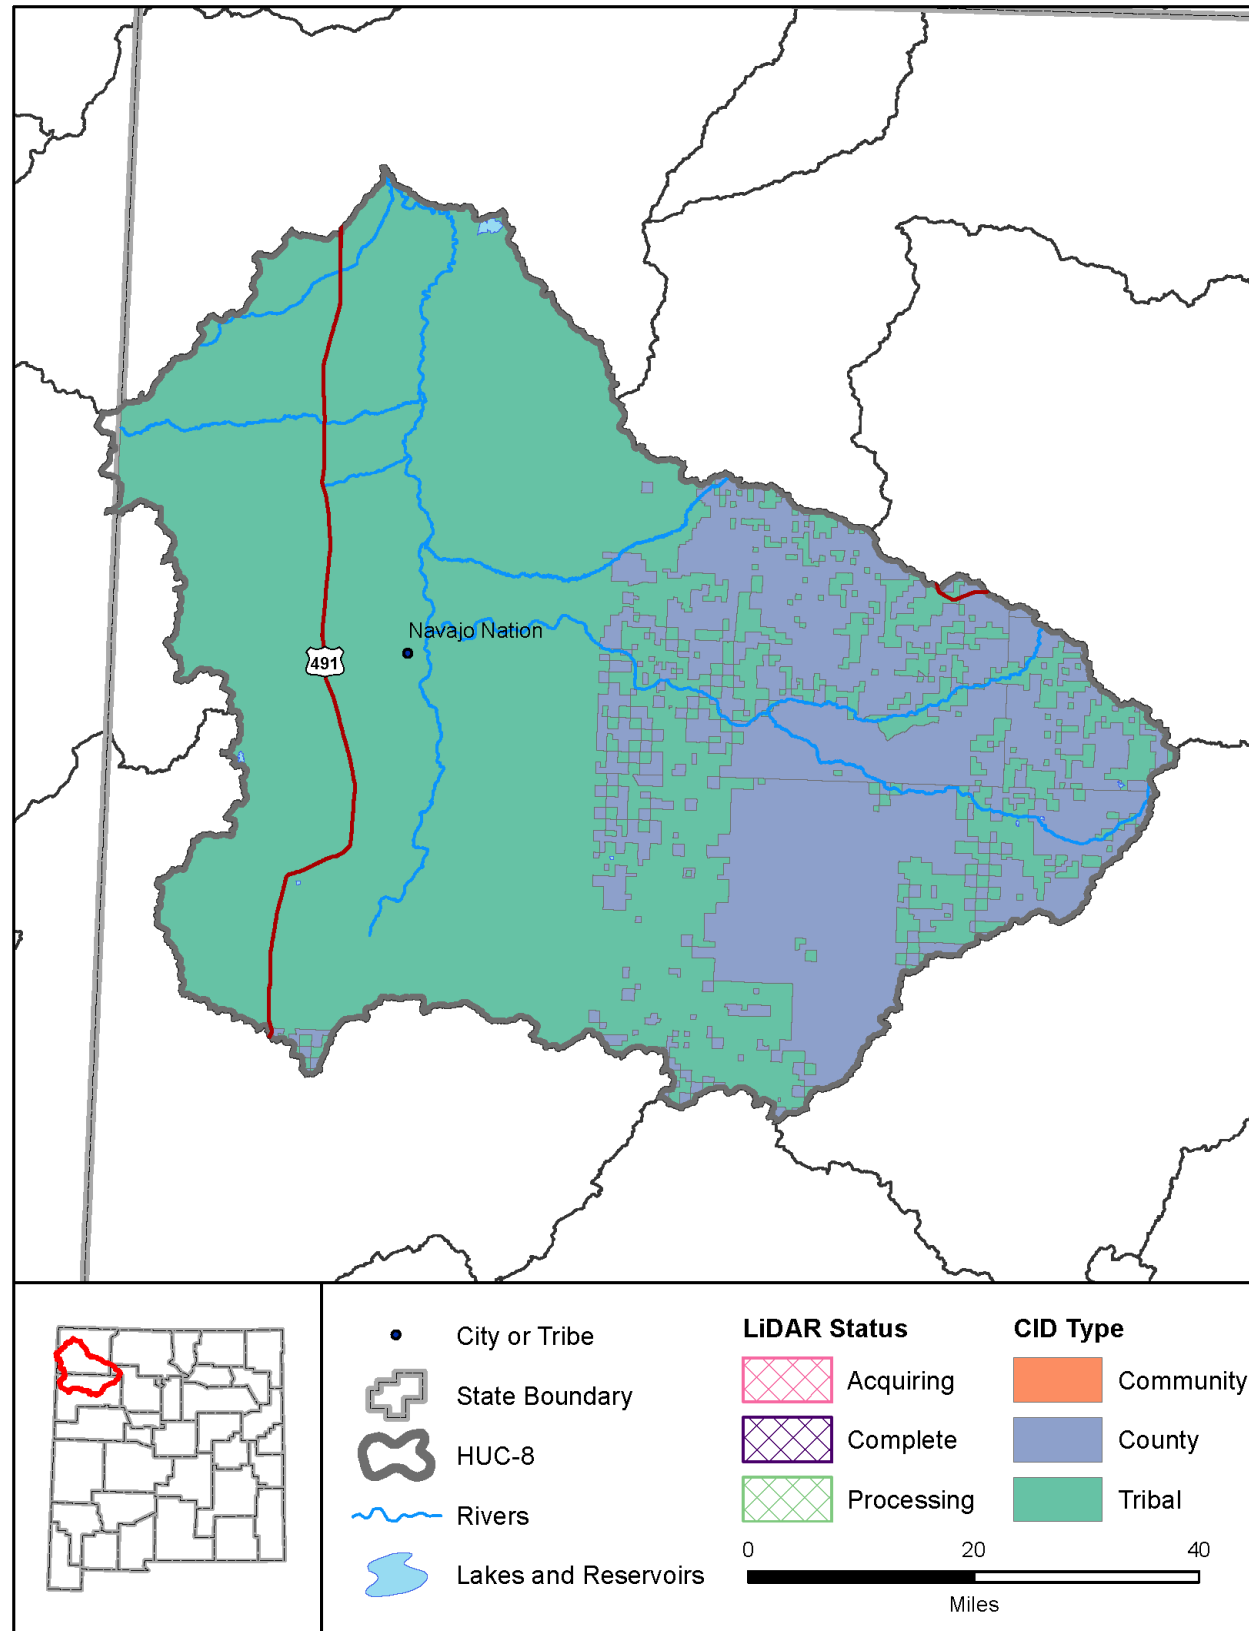 Navajo Nation
491
City or Tribe
State Boundary
HUC-8
Rivers
Lakes and Reservoirs
LiDAR Status
Acquiring
Complete
Processing
CID Type
Community
County
Tribal
0 20 40
Miles